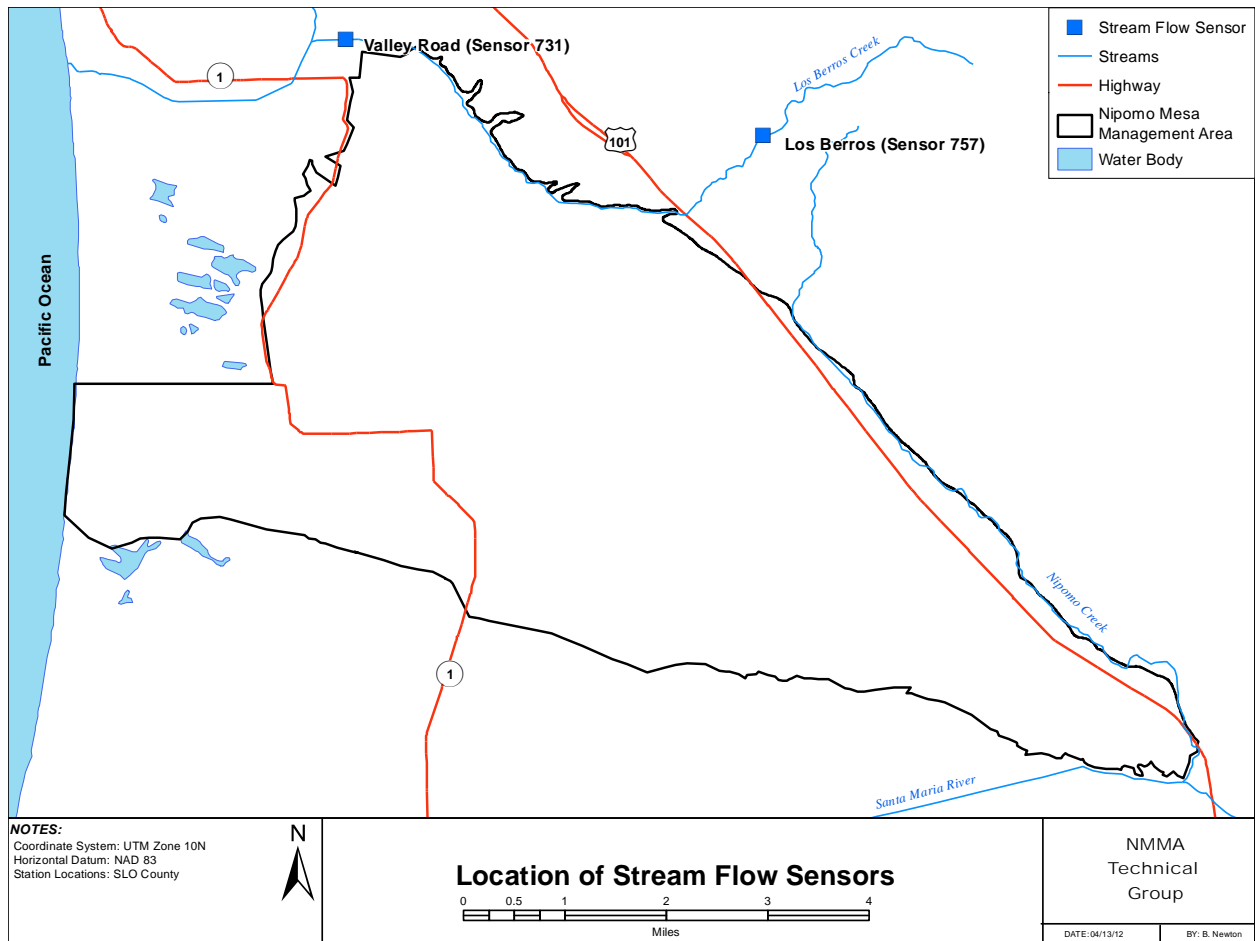 Valley Road (Sensor 731)
1
Los Berros Creek
101
Los Berros (Sensor 757)
Pacific Ocean
Nipomo Creek
1
Santa Maria River
Stream Flow Sensor
Streams
Highway
Nipomo Mesa
Management Area
Water Body
NOTES:
Coordinate System: UTM Zone 10N
Horizontal Datum: NAD 83
Station Locations: SLO County
N
Location of Stream Flow Sensors
0 0.5 1 2 3 4
Miles
NMMA
Technical
Group
DATE:04/13/12 BY: B. Newton